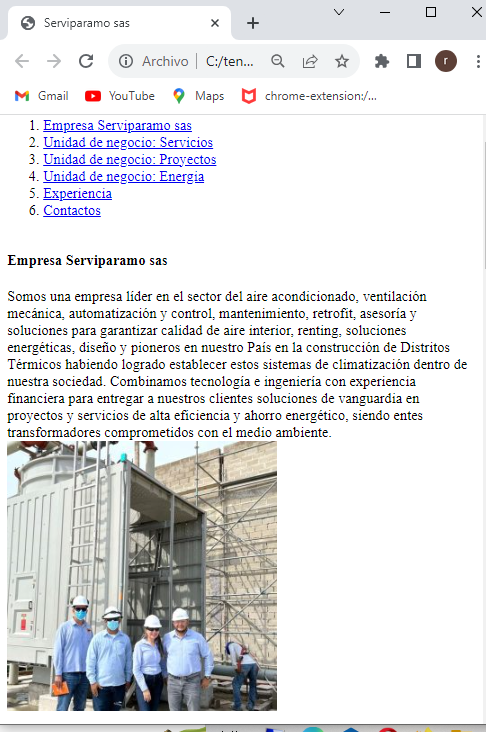 Serviparamo sas
Archivo | C:/ten...
r
Gmail YouTube Maps chrome-extension:/...
1. Empresa Serviparamo sas
2. Unidad de negocio: Servicios
3. Unidad de negocio: Proyectos
4. Unidad de negocio: Energia
5. Experiencia
6. Contactos
Empresa Serviparamo sas
Somos una empresa líder en el sector del aire acondicionado, ventilación
mecánica, automatización y control, mantenimiento, retrofit, asesoría y
soluciones para garantizar calidad de aire interior, renting, soluciones
energéticas, diseño y pioneros en nuestro País en la construcción de Distritos
Térmicos habiendo logrado establecer estos sistemas de climatización dentro de
nuestra sociedad. Combinamos tecnología e ingeniería con experiencia
financiera para entregar a nuestros clientes soluciones de vanguardia en
proyectos y servicios de alta eficiencia y ahorro energético, siendo entes
transformadores comprometidos con el medio ambiente.